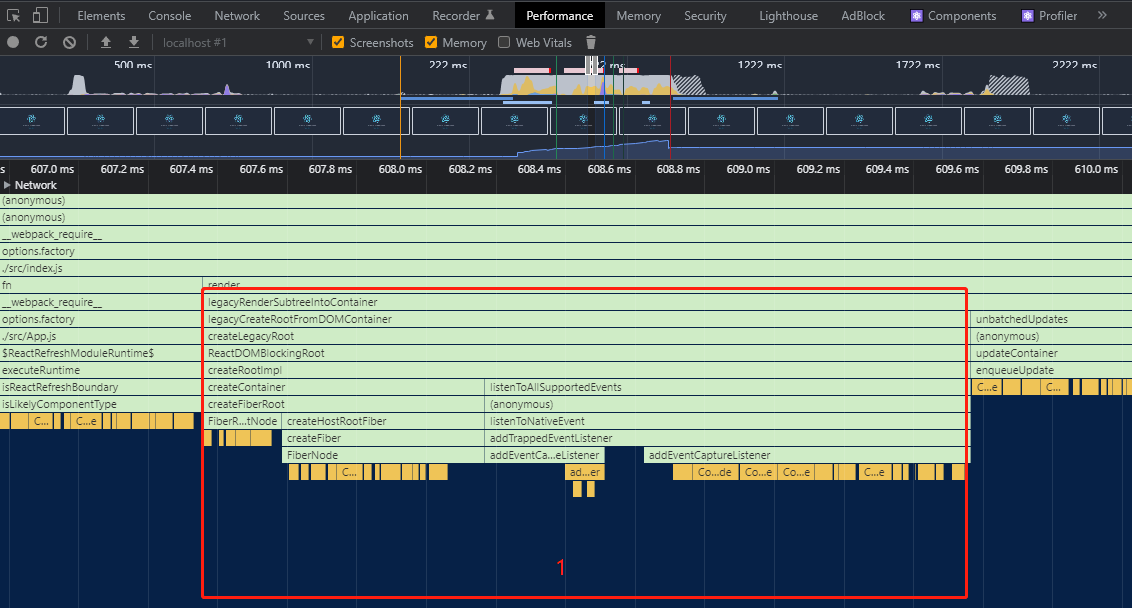 Elements Console Network Sources Application Recorder Performance Memory Security Lighthouse AdBlock Components Profiler »
localhost #1 Screenshots Memory Web Vitals
500 ms 1000 ms 222 ms ms 1222 ms 1722 ms 2222 ms
s 607.0 ms 607.2 ms 607.4 ms 607.6 ms 607.8 ms 608.0 ms 608.2 ms 608.4 ms 608.6 ms 608.8 ms 609.0 ms 609.2 ms 609.4 ms 609.6 ms 609.8 ms 610.0 ms
Network
(anonymous)
(anonymous)
__webpack_require__
options.factory
./src/index.js
fn render
__webpack_require__ legacyRenderSubtreeIntoContainer
options.factory legacyCreateRootFromDOMContainer unbatchedUpdates
./src/App.js createLegacyRoot (anonymous)
$ReactRefreshModuleRuntime$ ReactDOMBlockingRoot updateContainer
executeRuntime createRootImpl enqueueUpdate
isReactRefreshBoundary createContainer listenToAllSupportedEvents C...e C...
isLikelyComponentType createFiberRoot (anonymous)
C... C...e FiberR...tNode createHostRootFiber listenToNativeEvent
createFiber addTrappedEventListener
FiberNode addEventCa...eListener addEventCaptureListener
C... ad...er Co...de Co...e Co...e C...e
1